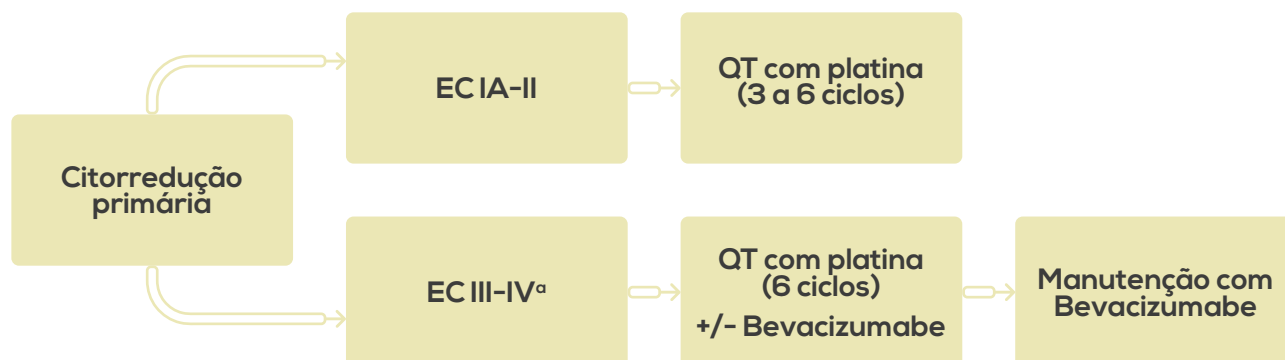 EC IA-II
QT com platina
(3 a 6 ciclos)
Citorredução
primária
EC III-IVᵃ
QT com platina
(6 ciclos)
+/- Bevacizumabe
Manutenção com
Bevacizumabe